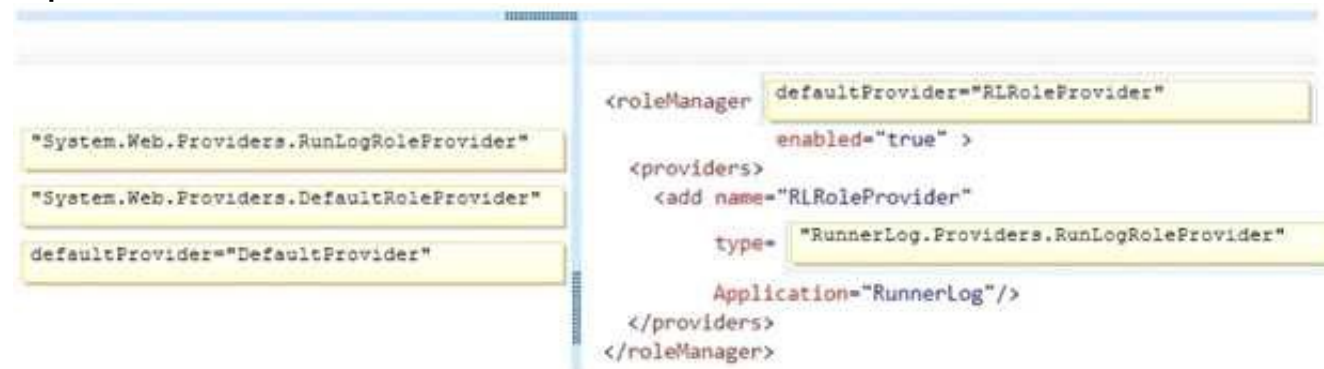 "System.Web.Providers.RunLogRoleProvider"
"System.Web.Providers.DefaultRoleProvider"
defaultProvider="DefaultProvider"
<roleManager defaultProvider="RLRoleProvider"
enabled="true" >
<providers>
<add name="RLRoleProvider"
type= "RunnerLog.Providers.RunLogRoleProvider"
Application="RunnerLog"/>
</providers>
</roleManager>